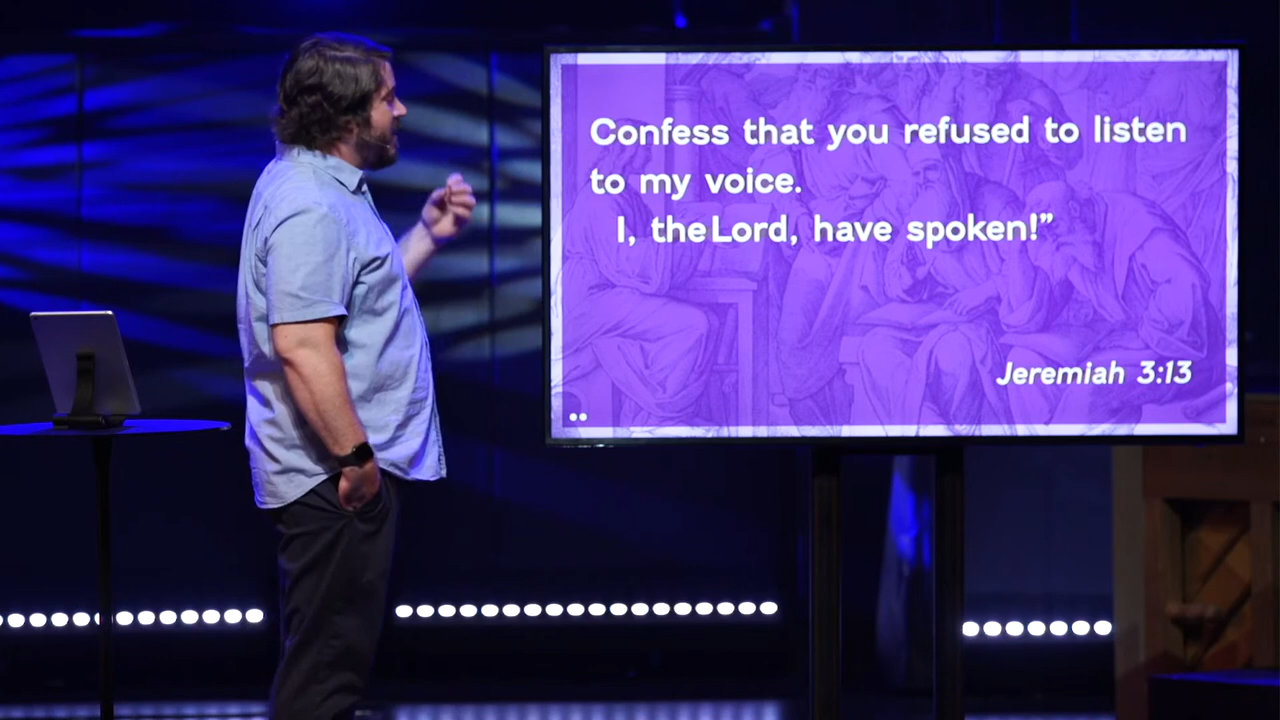 Confess that you refused to listen
to my voice.
I, theLord, have spoken!”
Jeremiah 3:13